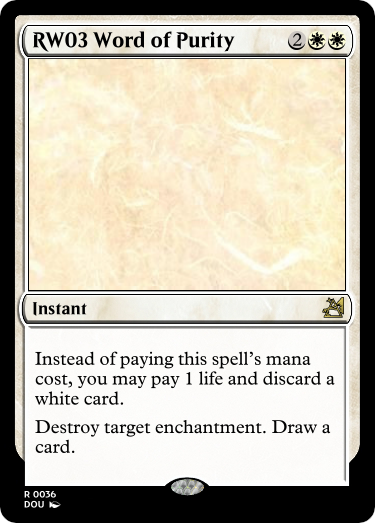 RW03 Word of Purity 2
Instant
Instead of paying this spell's mana
cost, you may pay 1 life and discard a
white card.
Destroy target enchantment. Draw a
card.
R 0036
DOU